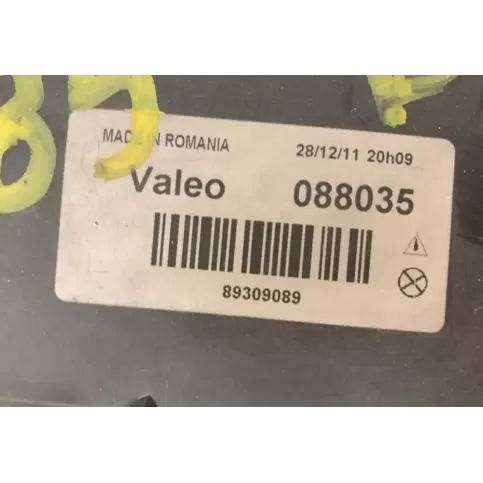 MADE IN ROMANIA 28/12/11 20h09
Valeo 088035
89309089